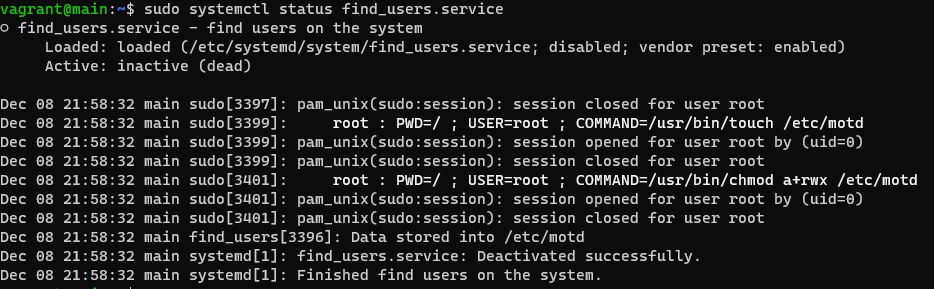 vagrant@main:~$ sudo systemctl status find_users.service
○ find_users.service - find users on the system
     Loaded: loaded (/etc/systemd/system/find_users.service; disabled; vendor preset: enabled)
     Active: inactive (dead)

Dec 08 21:58:32 main sudo[3397]: pam_unix(sudo:session): session closed for user root
Dec 08 21:58:32 main sudo[3399]:     root : PWD=/ ; USER=root ; COMMAND=/usr/bin/touch /etc/motd
Dec 08 21:58:32 main sudo[3399]: pam_unix(sudo:session): session opened for user root by (uid=0)
Dec 08 21:58:32 main sudo[3399]: pam_unix(sudo:session): session closed for user root
Dec 08 21:58:32 main sudo[3401]:     root : PWD=/ ; USER=root ; COMMAND=/usr/bin/chmod a+rwx /etc/motd
Dec 08 21:58:32 main sudo[3401]: pam_unix(sudo:session): session opened for user root by (uid=0)
Dec 08 21:58:32 main sudo[3401]: pam_unix(sudo:session): session closed for user root
Dec 08 21:58:32 main find_users[3396]: Data stored into /etc/motd
Dec 08 21:58:32 main systemd[1]: find_users.service: Deactivated successfully.
Dec 08 21:58:32 main systemd[1]: Finished find users on the system.